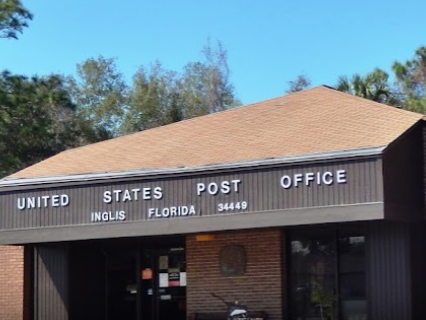 UNITED STATES POST OFFICE
INGLIS FLORIDA 34449